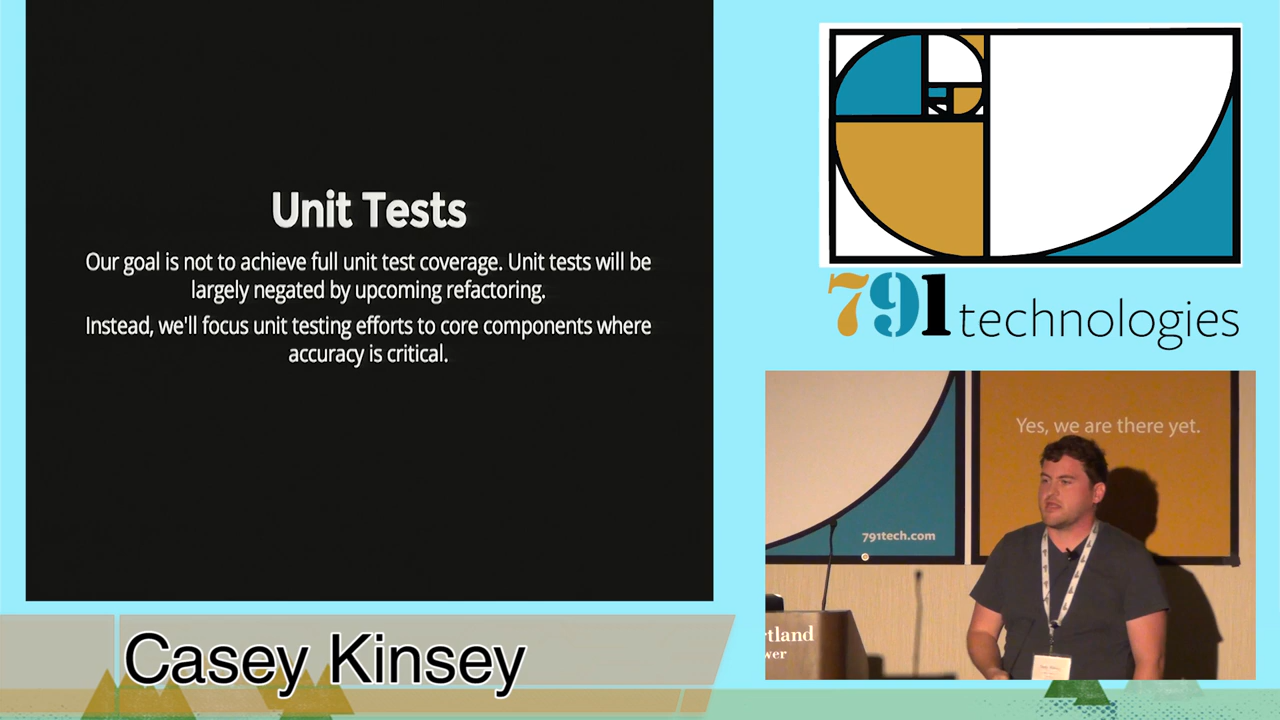 Unit Tests
Our goal is not to achieve full unit test coverage. Unit tests will be
largely negated by upcoming refactoring.
Instead, we'll focus unit testing efforts to core components where
accuracy is critical.
791 technologies
Yes, we are there yet.
791tech.com
rtland
wer
Casey Kinsey